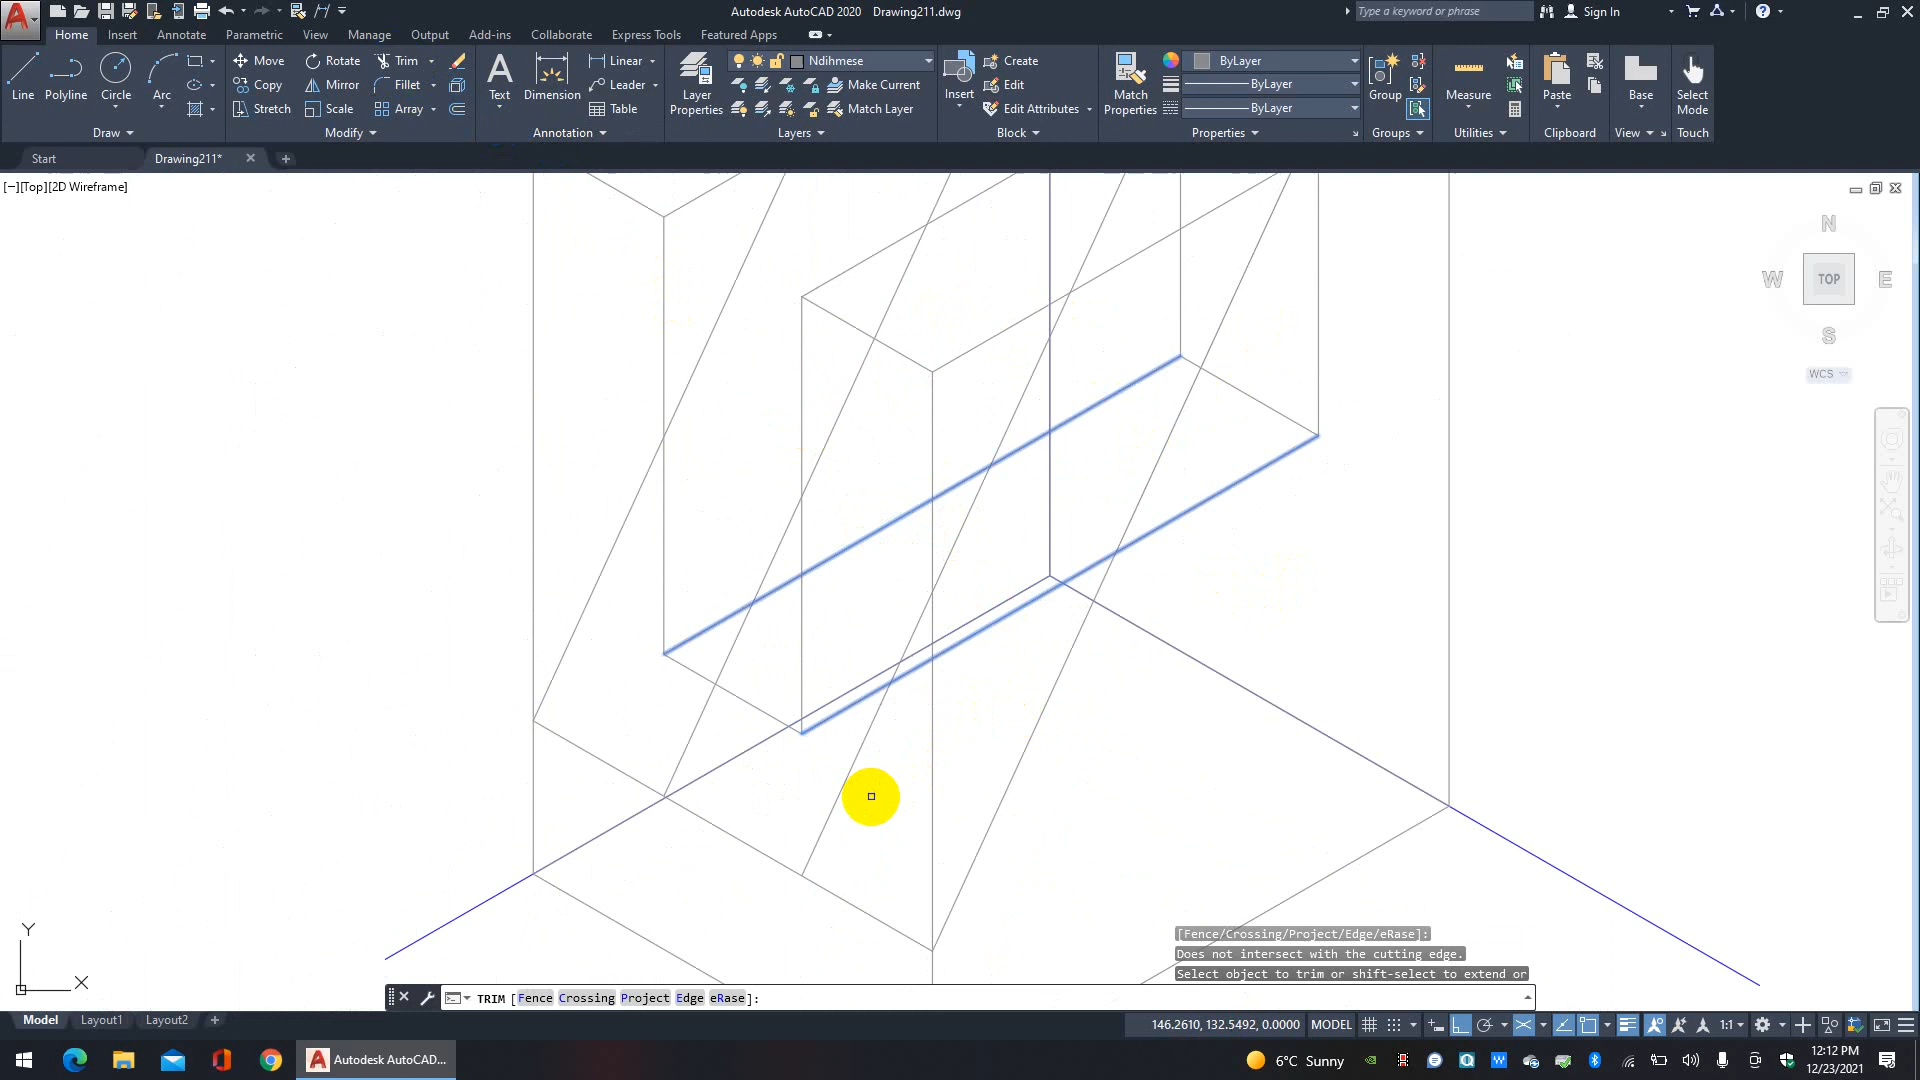 Autodesk AutoCAD 2020 Drawing211.dwg
Type a keyword or phrase
Sign In
Home Insert Annotate Parametric View Manage Output Add-ins Collaborate Express Tools Featured Apps
Line Polyline Circle Arc
Draw
Move Rotate Trim
Copy Mirror Fillet
Stretch Scale Array
Modify
Text Dimension
Linear
Leader
Table
Annotation
Layer Properties
Ndihmese
Make Current
Match Layer
Layers
Insert
Create
Edit
Edit Attributes
Block
Match Properties
ByLayer
ByLayer
ByLayer
Properties
Group
Groups
Measure
Utilities
Paste
Clipboard
Base
View
Select Mode
Touch
Start Drawing211*
[−][Top][2D Wireframe]
N
W TOP E
S
WCS
Y
X
[Fence/Crossing/Project/Edge/eRase]:
Does not intersect with the cutting edge.
Select object to trim or shift-select to extend or
TRIM [Fence Crossing Project Edge eRase]:
Model Layout1 Layout2
146.2610, 132.5492, 0.0000 MODEL 1:1
Autodesk AutoCAD...
6°C Sunny
12:12 PM
12/23/2021